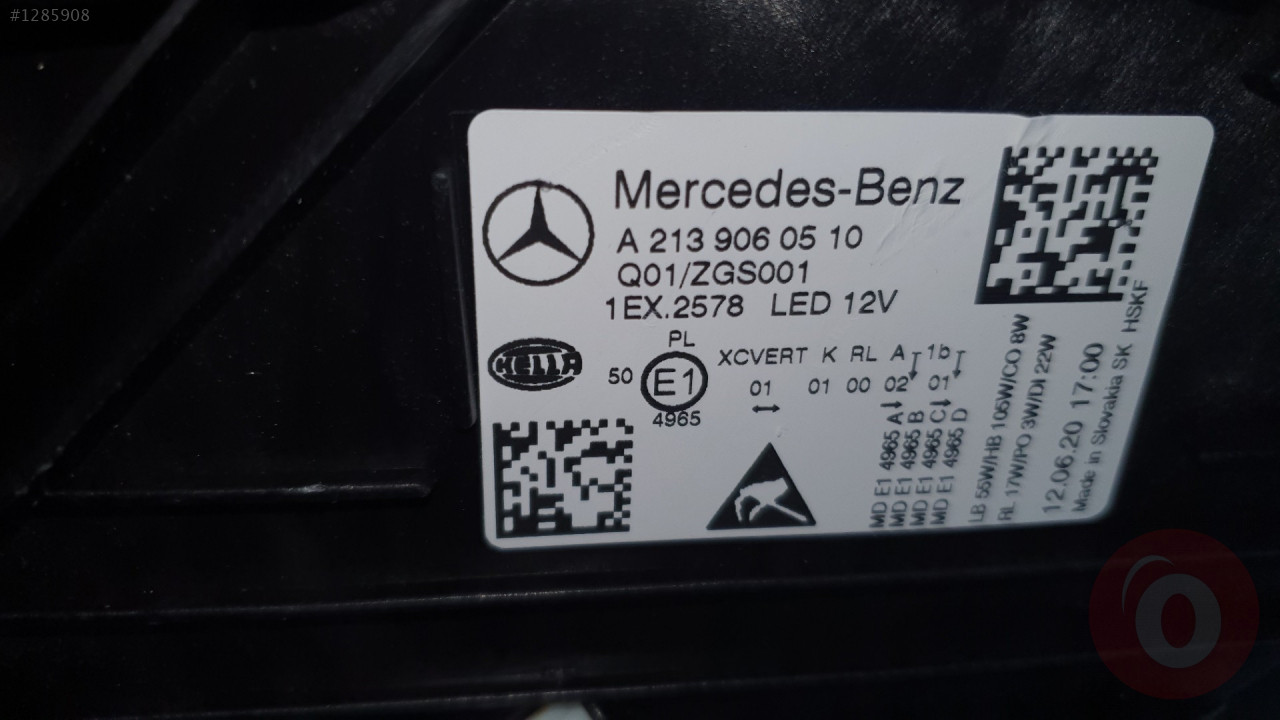 #1285908
Mercedes-Benz
A 213 906 05 10
Q01/ZGS001
1EX.2578 LED 12V
HELLA
PL
50 E1
4965
XCVERT K RL A 1b
01 01 00 02 01
↔
MD E1 4965 A
MD E1 4965 B
MD E1 4965 C
MD E1 4965 D
LB 55W/HB 105W/CO 8W
RL 17W/PO 3W/DI 22W
12.06.20 17:00
Made in Slovakia SK HSKF